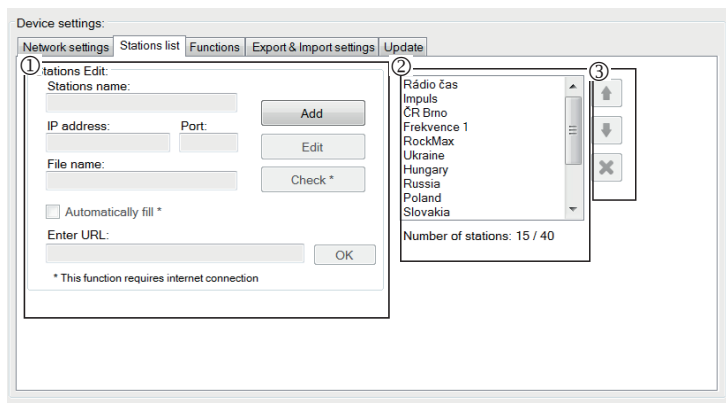 Device settings:
Network settings Stations list Functions Export & Import settings Update
1 2 3
Stations Edit:
Stations name:
Add
IP address: Port:
Edit
File name:
Check *
Automatically fill *
Enter URL:
OK
* This function requires internet connection
Rádio čas
Impuls
ČR Brno
Frekvence 1
RockMax
Ukraine
Hungary
Russia
Poland
Slovakia
Number of stations: 15 / 40